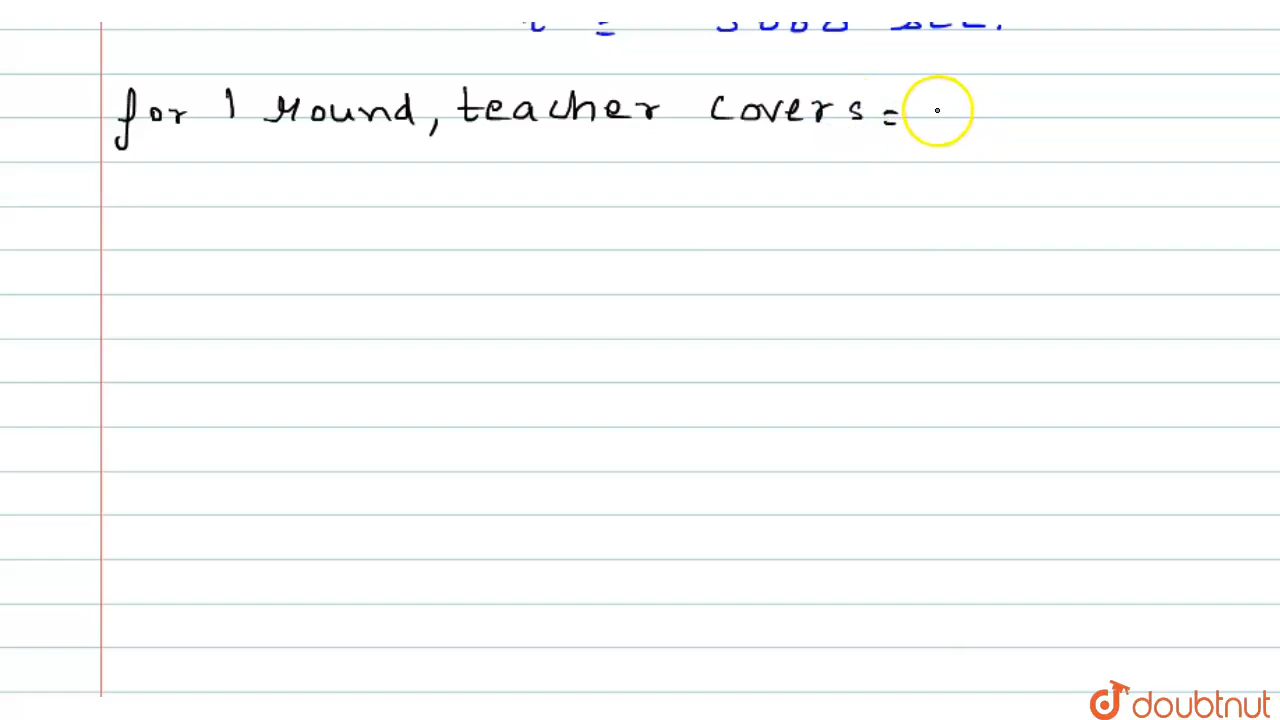 for 1 round, teacher covers =
doubtnut